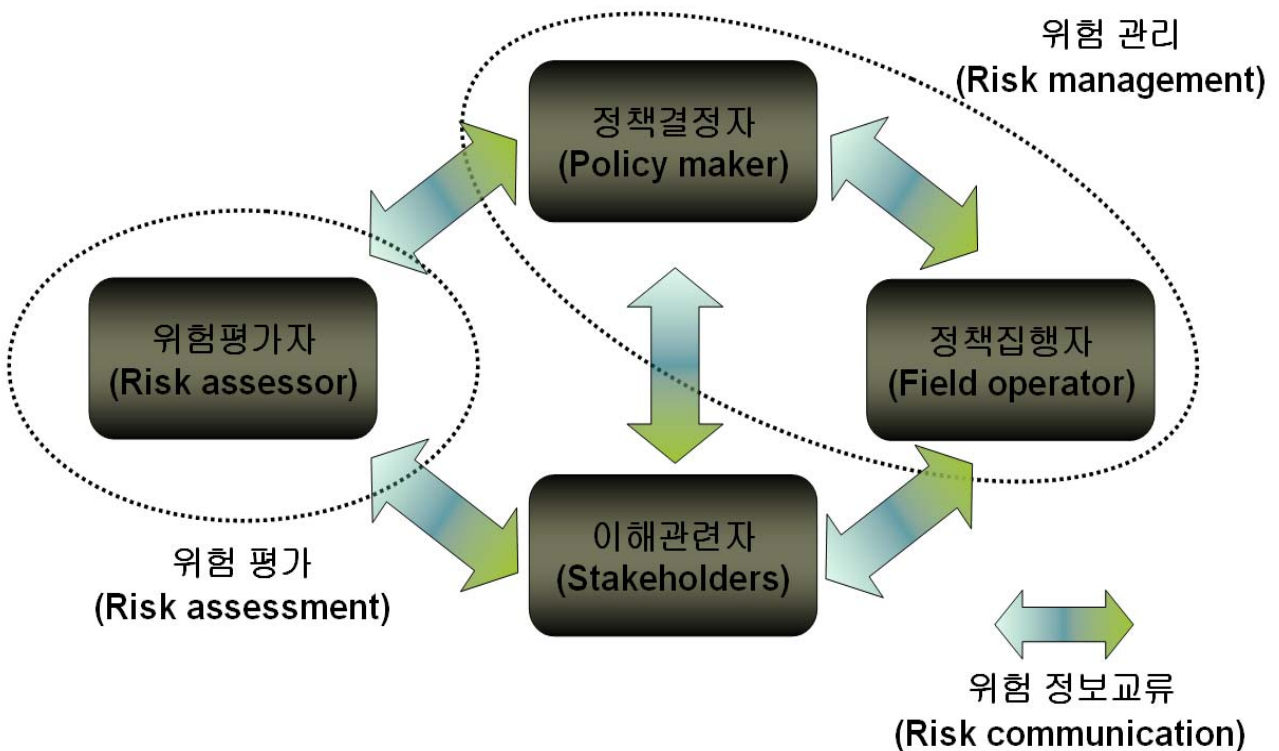 위험 관리
(Risk management)
정책결정자
(Policy maker)
위험평가자
(Risk assessor)
정책집행자
(Field operator)
이해관련자
(Stakeholders)
위험 평가
(Risk assessment)
위험 정보교류
(Risk communication)